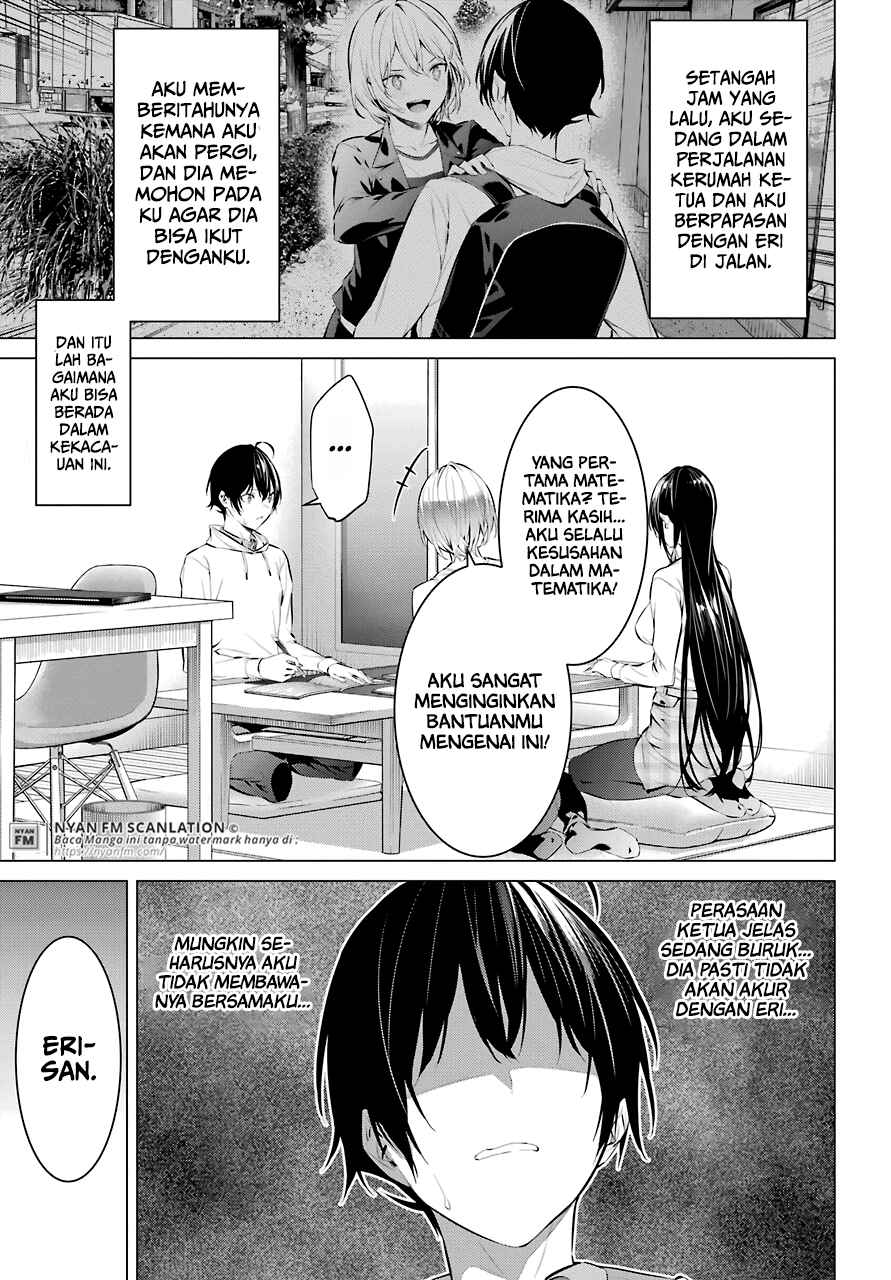 SETANGAH
JAM YANG
LALU, AKU SE-
DANG DALAM
PERJALANAN
KERUMAH KE-
TUA DAN AKU
BERPAPASAN
DENGAN ERI
DI JALAN.
AKU MEM-
BERITAHUNYA
KEMANA AKU
AKAN PERGI,
DAN DIA ME-
MOHON PADA
KU AGAR DIA
BISA IKUT
DENGANKU.
DAN ITU
LAH BA-
GAIMANA
AKU BISA
BERADA
DALAM
KEKACA-
UAN INI.
YANG PER-
TAMA MATE-
MATIKA? TE-
RIMA KASIH...
AKU SELALU
KESUSAHAN
DALAM MA-
TEMATIKA!
AKU SANGAT
MENGINGINKAN
BANTUANMU
MENGENAI INI!
...
NYAN FM
NYAN FM SCANLATION ©
Baca Manga ini tanpa watermark hanya di ;
https://nyanfm.com/
PERASAAN
KETUA JELAS
SEDANG BURUK...
DIA PASTI TIDAK
AKAN AKUR
DENGAN ERI...
MUNGKIN SE-
HARUSNYA AKU
TIDAK MEMBAWA-
NYA BERSAMAKU...
ERI-
SAN.